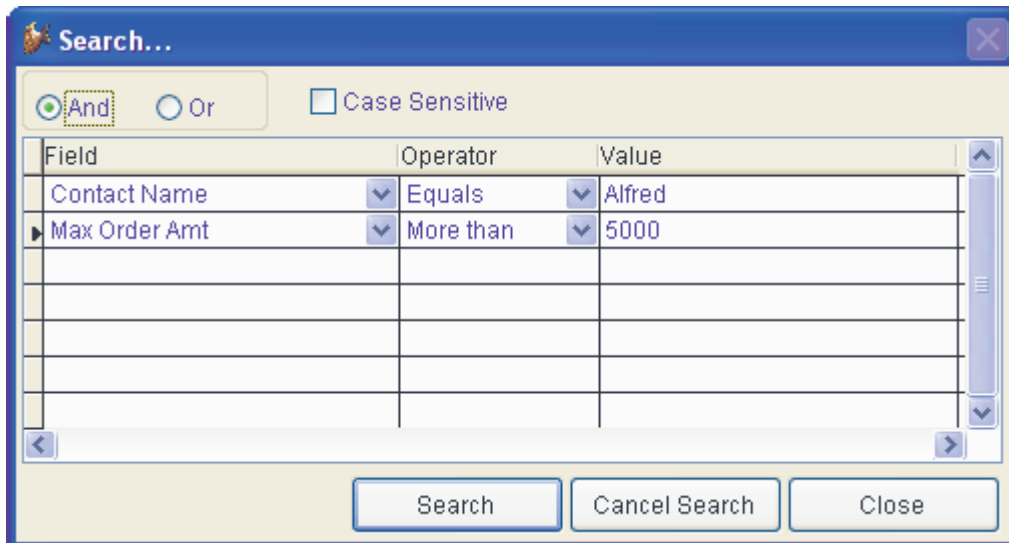 Search...
And Or Case Sensitive
Field Operator Value
Contact Name Equals Alfred
Max Order Amt More than 5000
Search Cancel Search Close